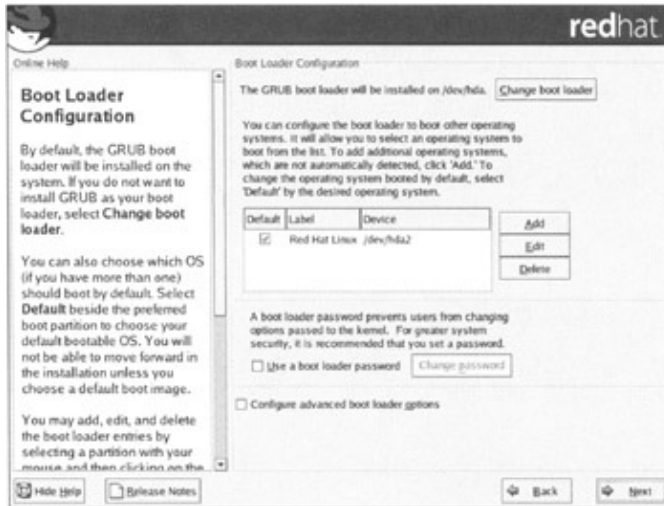 redhat.
Online Help
Boot Loader
Configuration
By default, the GRUB boot
loader will be installed on the
system. If you do not want to
install GRUB as your boot
loader, select Change boot
loader.
You can also choose which OS
(if you have more than one)
should boot by default. Select
Default beside the preferred
boot partition to choose your
default bootable OS. You will
not be able to move forward in
the installation unless you
choose a default boot image.
You may add, edit, and delete
the boot loader entries by
selecting a partition with your
mouse and then clicking on the
Boot Loader Configuration
The GRUB boot loader will be installed on /dev/hda. Change boot loader
You can configure the boot loader to boot other operating
systems. It will allow you to select an operating system to
boot from the list. To add additional operating systems,
which are not automatically detected, click 'Add.' To
change the operating system booted by default, select
'Default' by the desired operating system.
Default Label Device
Red Hat Linux /dev/hda2
Add
Edit
Delete
A boot loader password prevents users from changing
options passed to the kernel. For greater system
security, it is recommended that you set a password.
Use a boot loader password Change password
Configure advanced boot loader options
Hide Help Release Notes Back Next